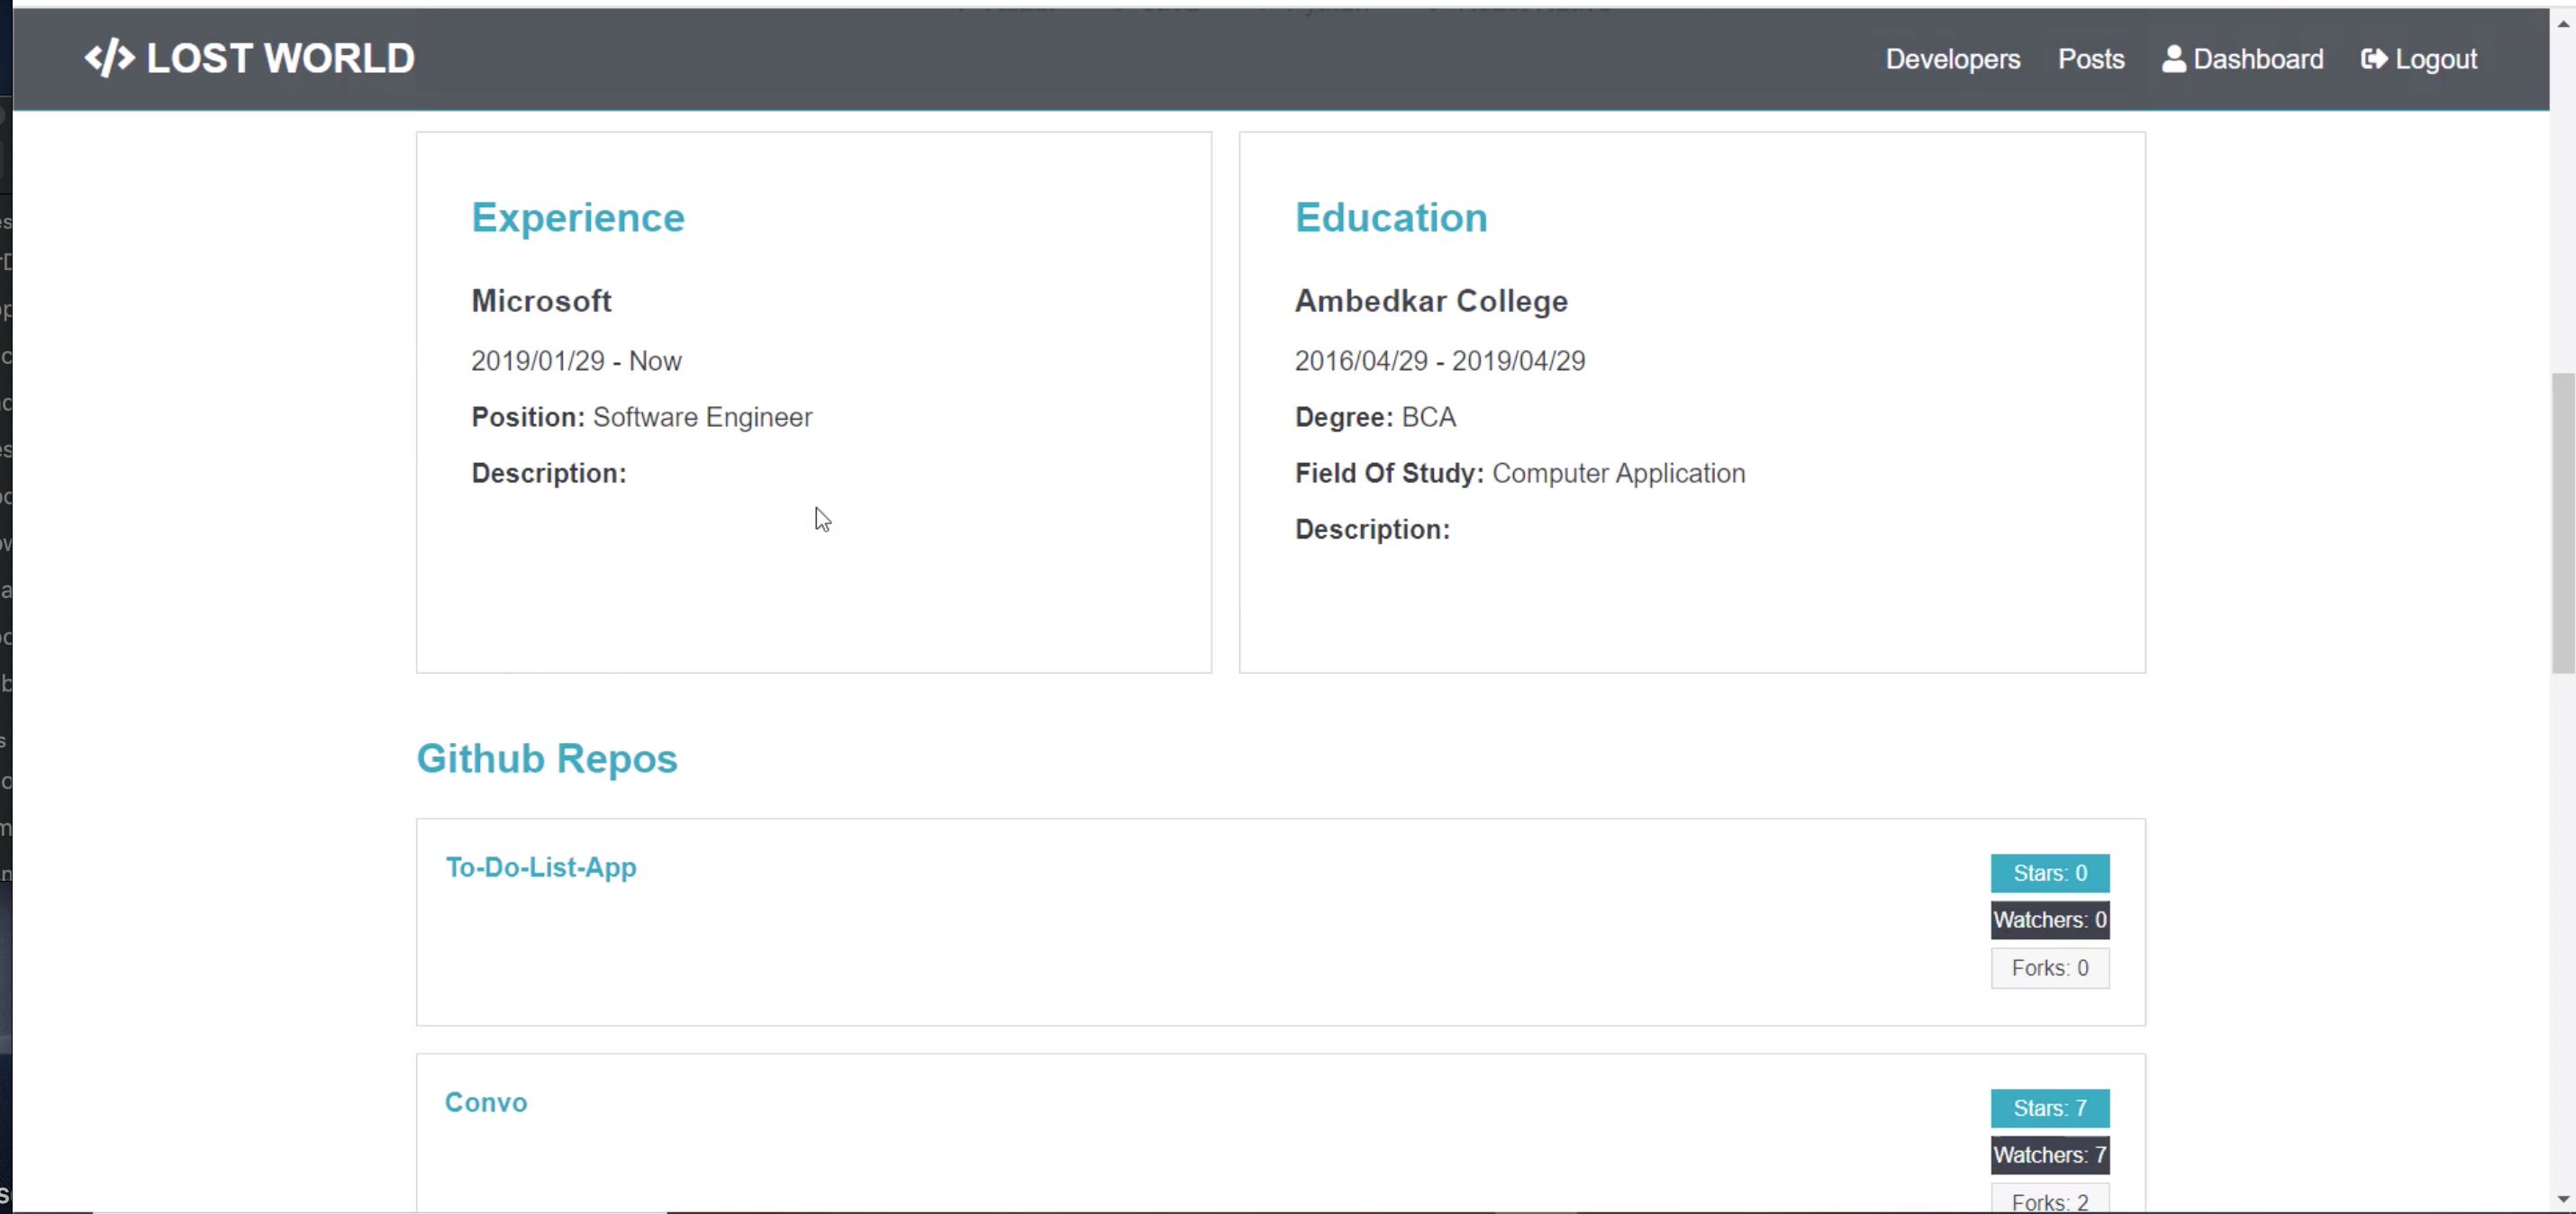 LOST WORLD
Developers Posts Dashboard Logout
Experience
Microsoft
2019/01/29 - Now
Position: Software Engineer
Description:
Education
Ambedkar College
2016/04/29 - 2019/04/29
Degree: BCA
Field Of Study: Computer Application
Description:
Github Repos
To-Do-List-App
Stars: 0
Watchers: 0
Forks: 0
Convo
Stars: 7
Watchers: 7
Forks: 2